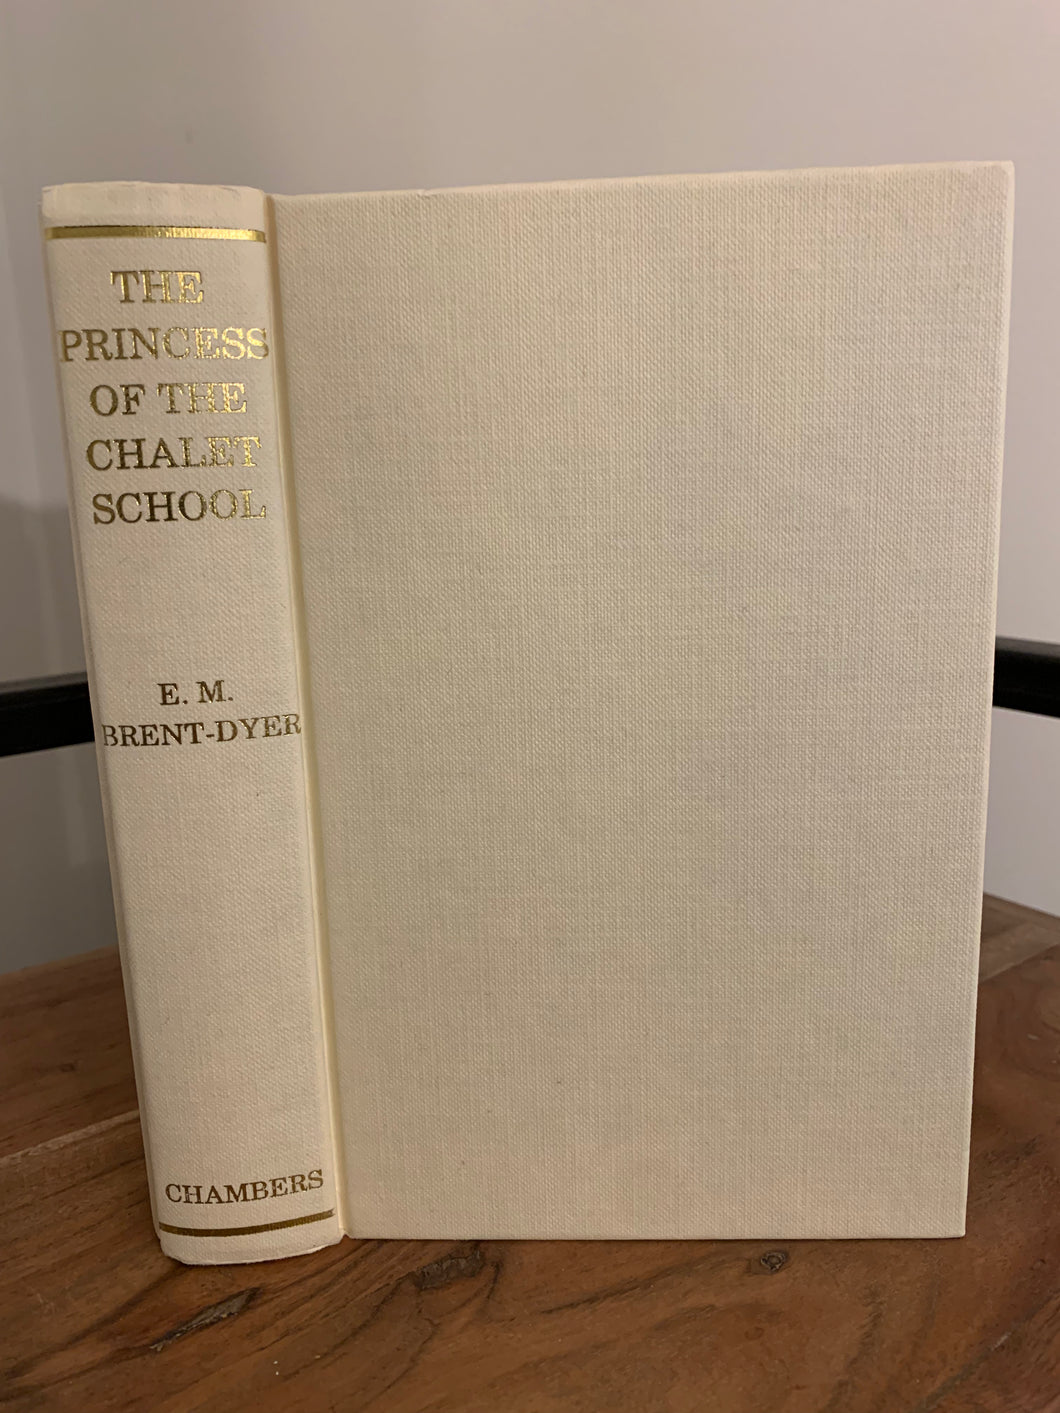 THE
PRINCESS
OF THE
CHALET
SCHOOL
E. M.
BRENT-DYER
CHAMBERS